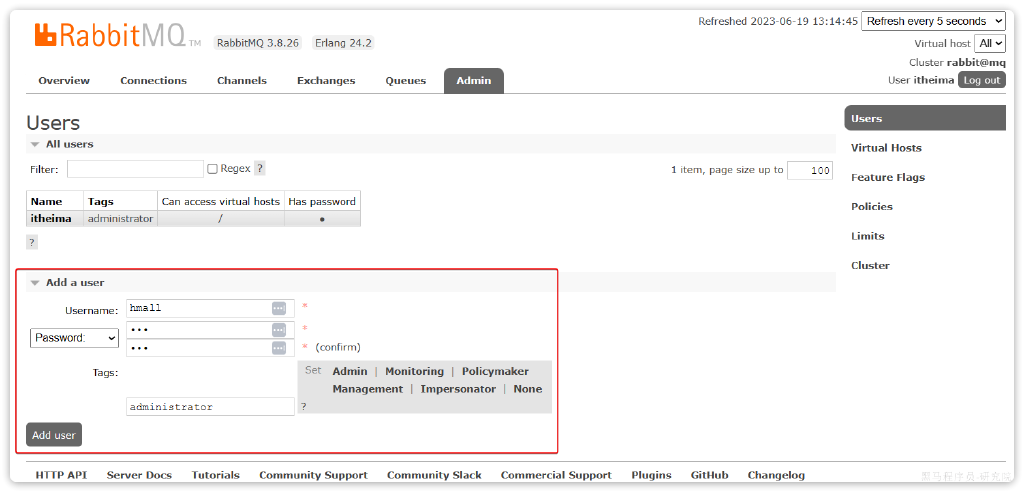 Refreshed 2023-06-19 13:14:45 Refresh every 5 seconds
RabbitMQ TM RabbitMQ 3.8.26 Erlang 24.2
Virtual host All
Cluster rabbit@mq
User itheima Log out
Overview Connections Channels Exchanges Queues Admin
Users
All users
Filter: Regex ? 1 item, page size up to 100
Name Tags Can access virtual hosts Has password
itheima administrator / ●
?
Add a user
Username: hmall *
Password: ••• *
••• * (confirm)
Tags: Set Admin | Monitoring | Policymaker
Management | Impersonator | None
administrator ?
Add user
Users
Virtual Hosts
Feature Flags
Policies
Limits
Cluster
HTTP API Server Docs Tutorials Community Support Community Slack Commercial Support Plugins GitHub Changelog
黑马程序员-研究院